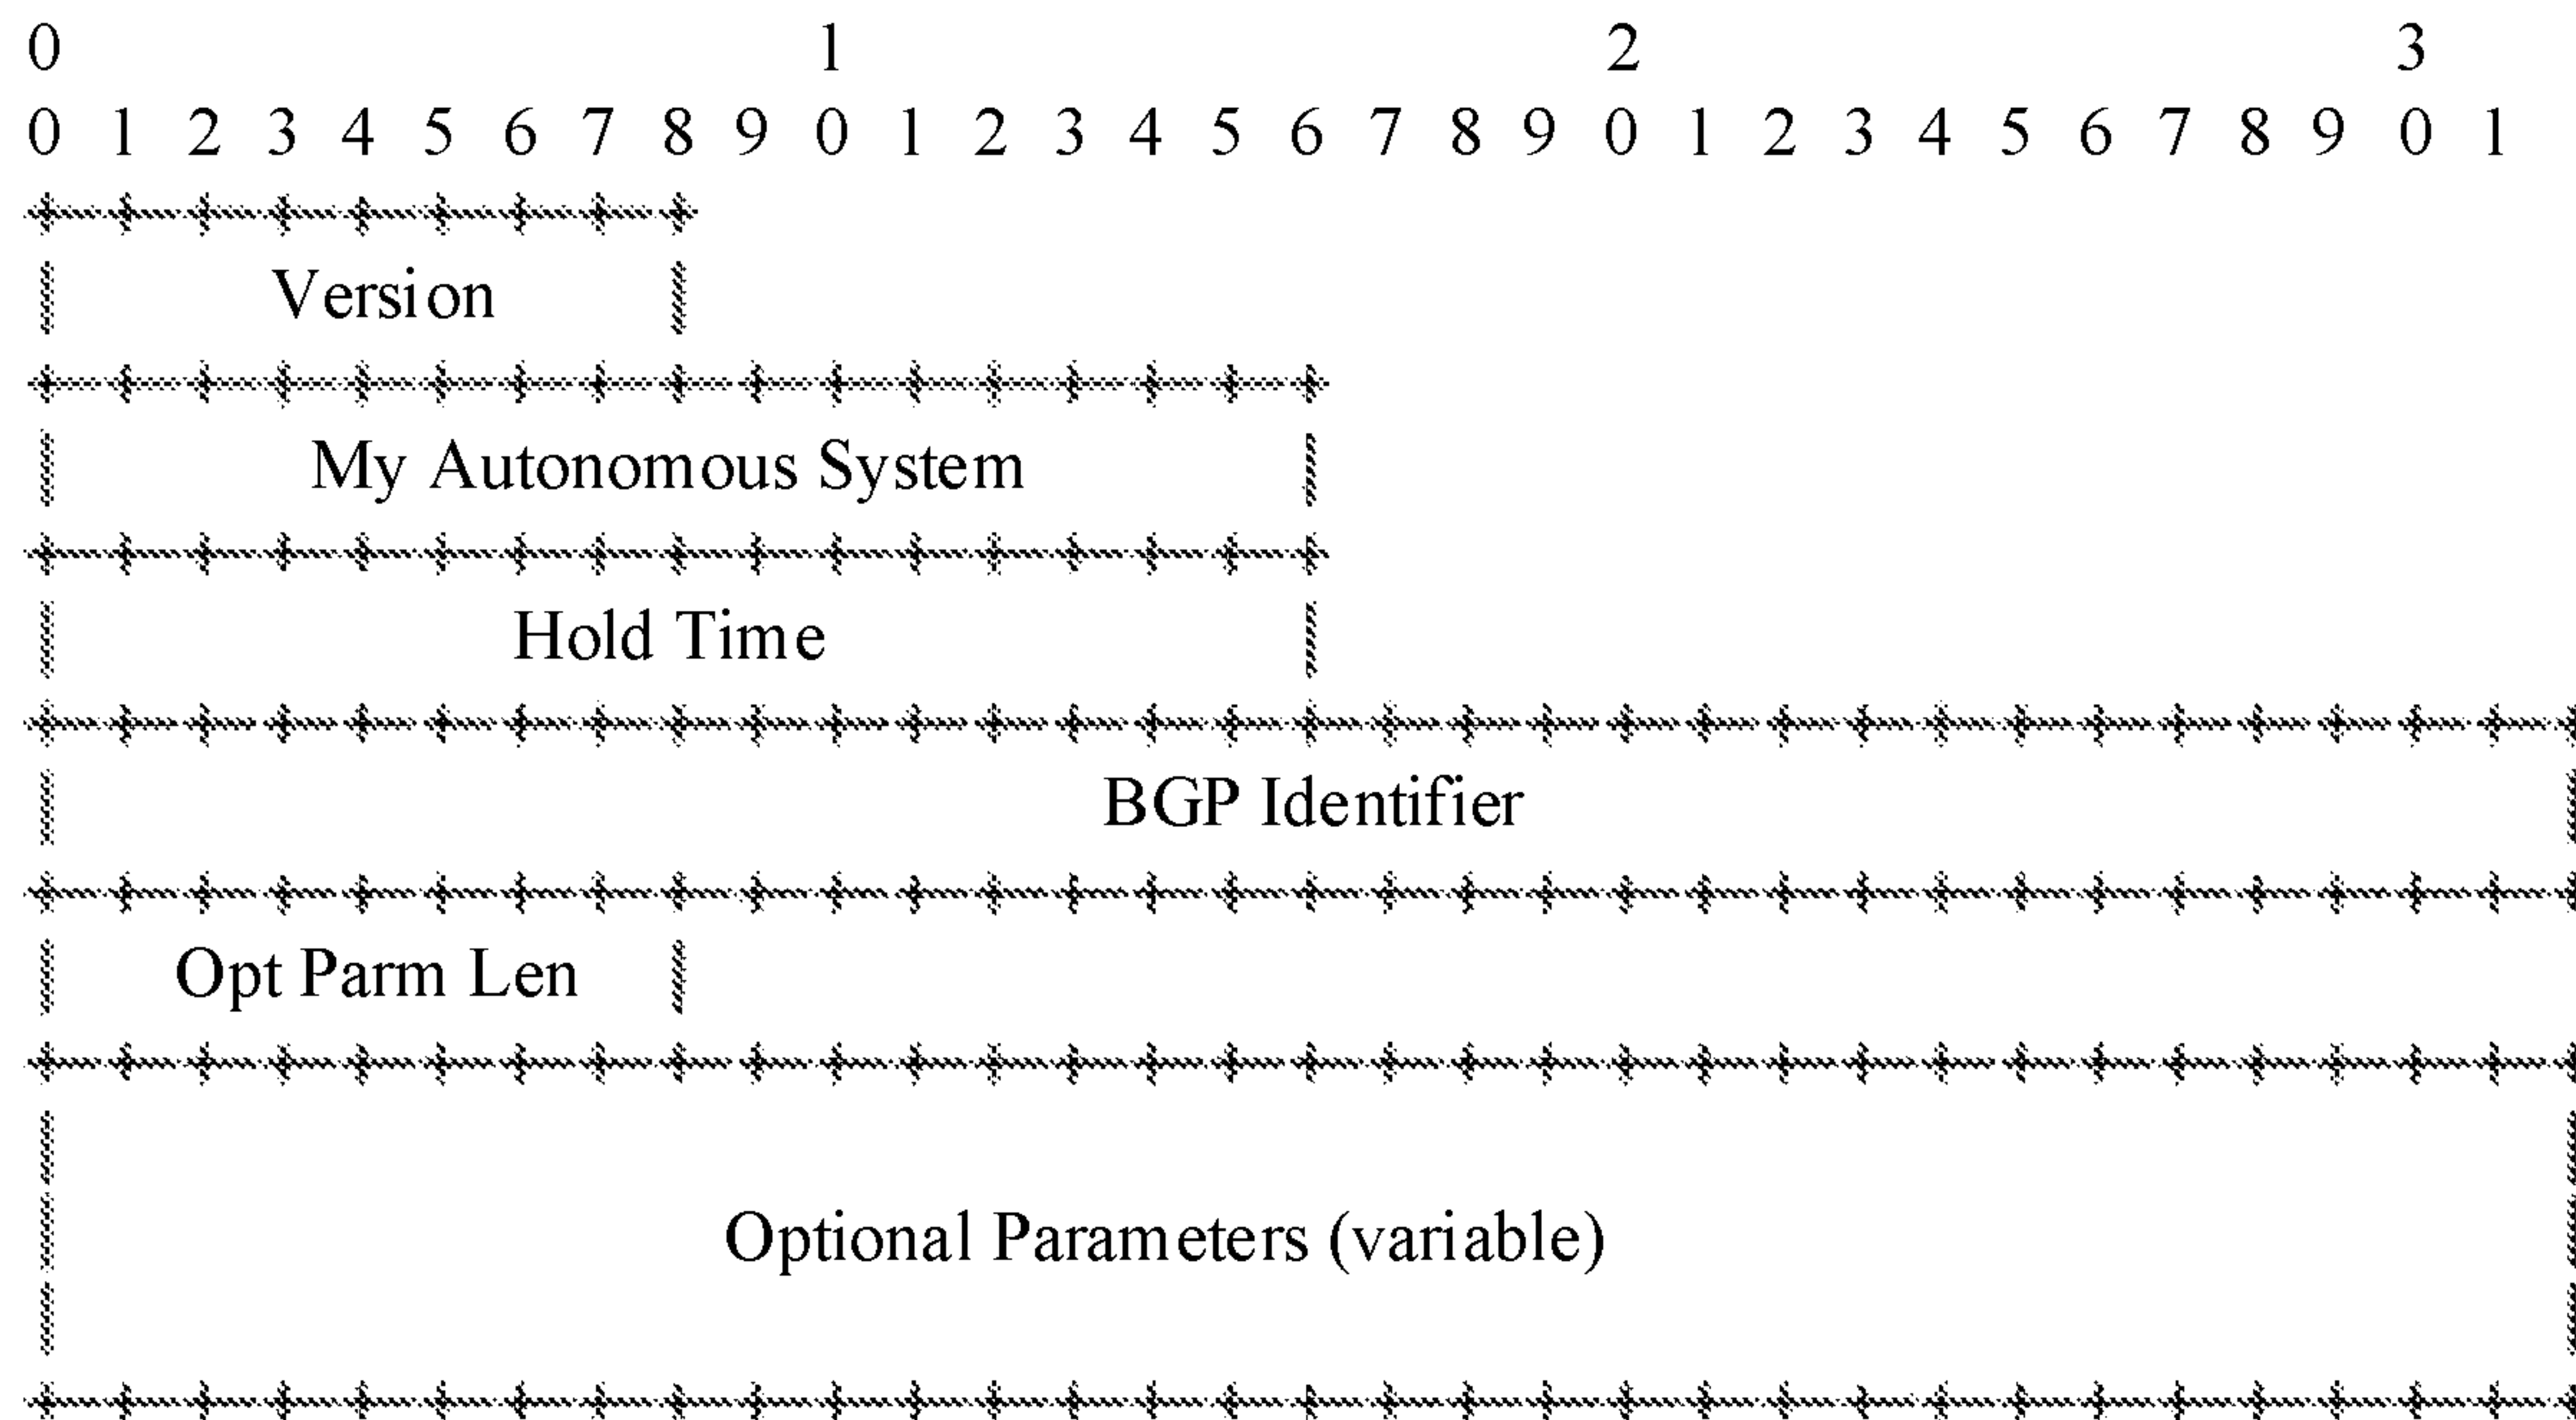 0 1 2 3
0 1 2 3 4 5 6 7 8 9 0 1 2 3 4 5 6 7 8 9 0 1 2 3 4 5 6 7 8 9 0 1
Version
My Autonomous System
Hold Time
BGP Identifier
Opt Parm Len
Optional Parameters (variable)